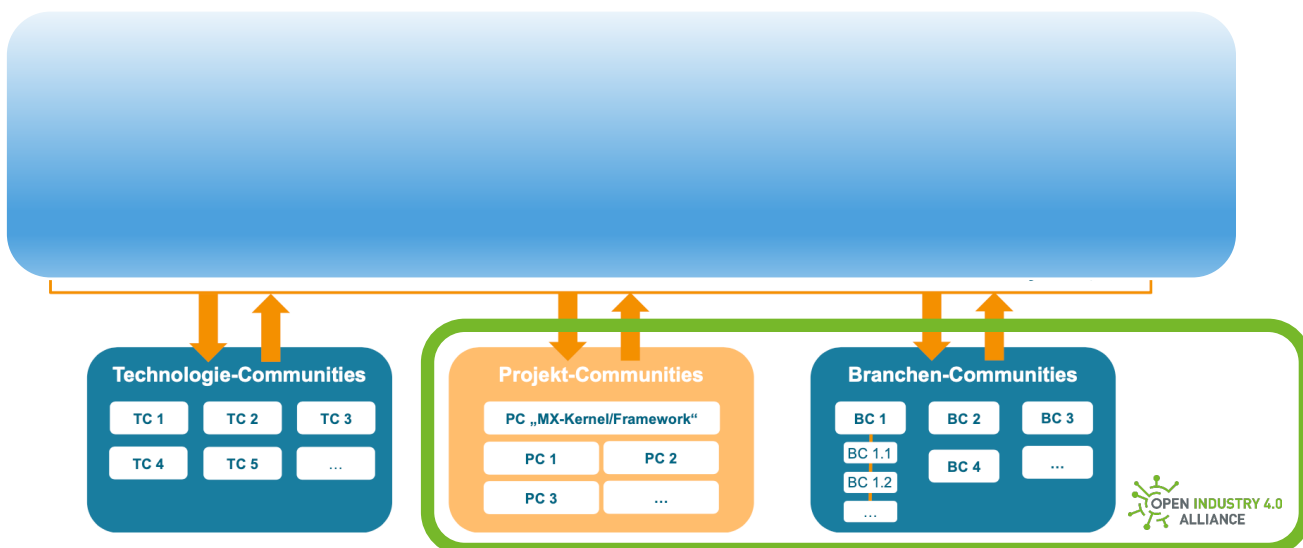 Technologie-Communities
TC 1
TC 2
TC 3
TC 4
TC 5
...
Projekt-Communities
PC „MX-Kernel/Framework“
PC 1
PC 2
PC 3
...
Branchen-Communities
BC 1
BC 2
BC 3
BC 1.1
BC 1.2
...
BC 4
...
OPEN INDUSTRY 4.0
ALLIANCE